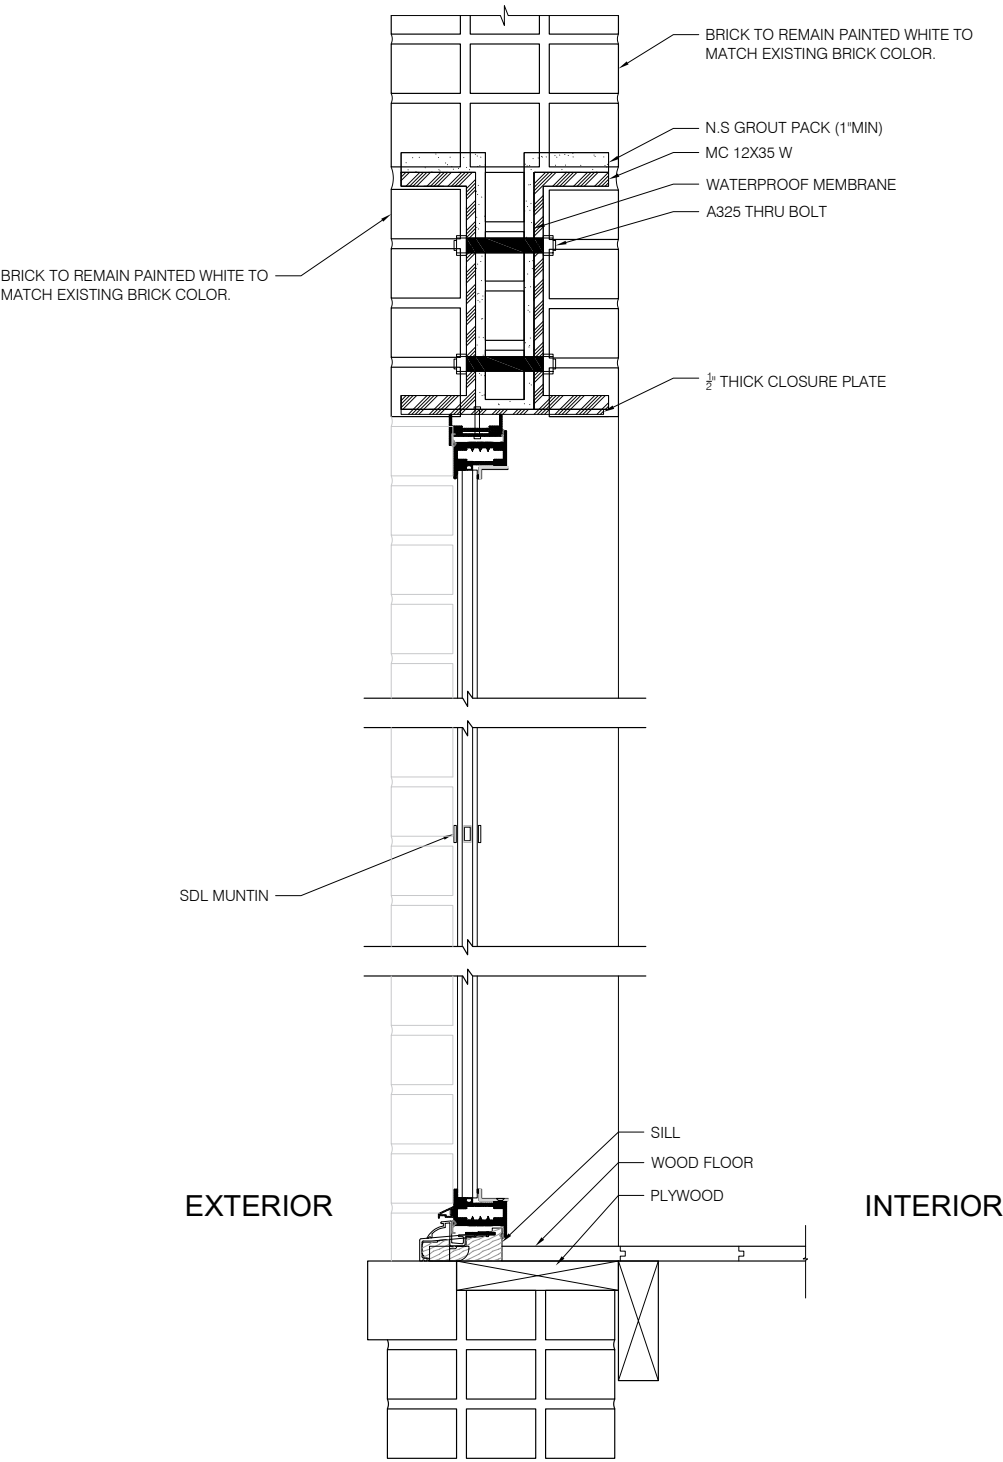 BRICK TO REMAIN PAINTED WHITE TO
MATCH EXISTING BRICK COLOR.
N.S GROUT PACK (1"MIN)
MC 12X35 W
WATERPROOF MEMBRANE
A325 THRU BOLT
BRICK TO REMAIN PAINTED WHITE TO
MATCH EXISTING BRICK COLOR.
1/2" THICK CLOSURE PLATE
SDL MUNTIN
SILL
WOOD FLOOR
PLYWOOD
EXTERIOR
INTERIOR